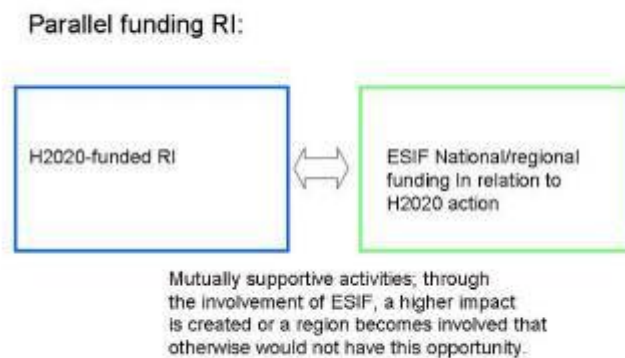 Parallel funding RI:
H2020-funded RI
ESIF National/regional
funding In relation to
H2020 action
Mutually supportive activities; through
the involvement of ESIF, a higher impact
is created or a region becomes involved that
otherwise would not have this opportunity.